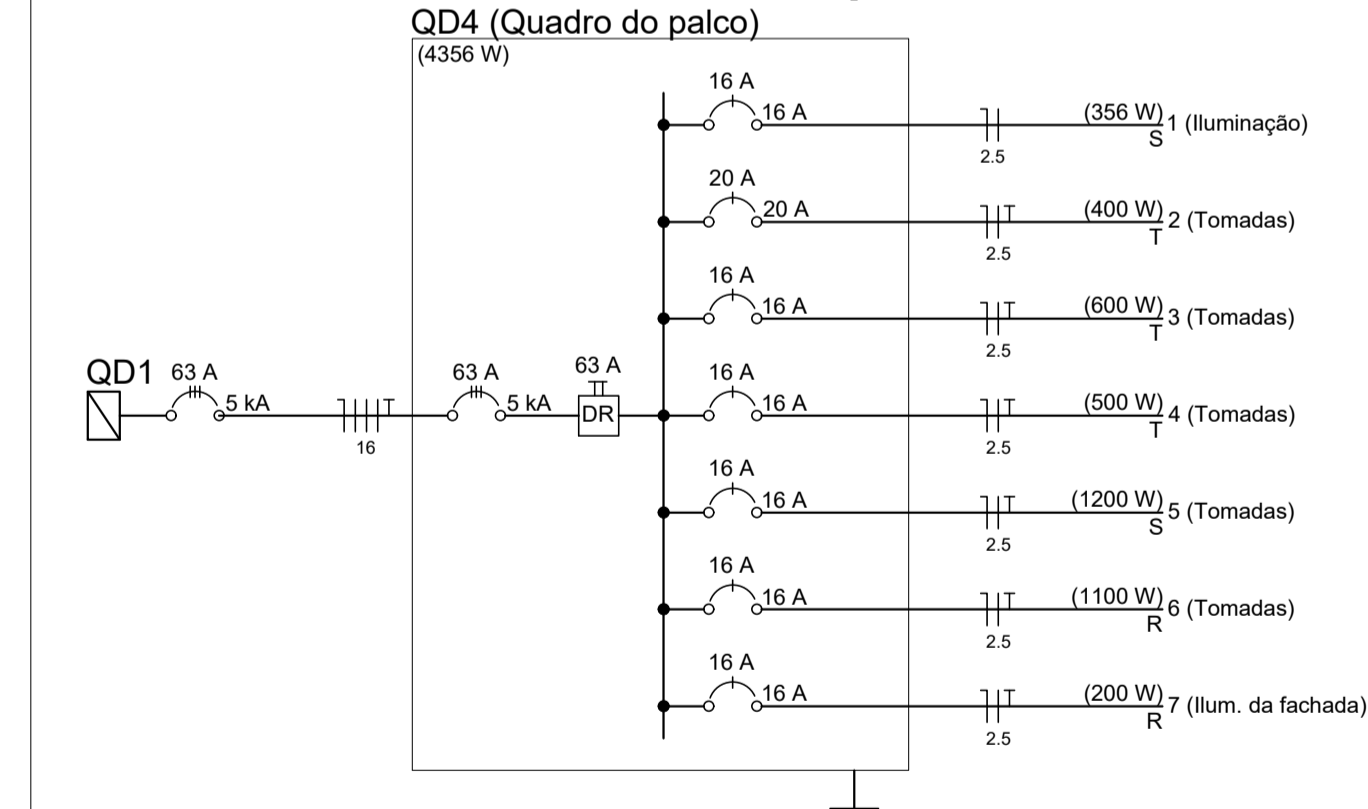 QD4 (Quadro do palco)
(4356 W)
16 A
16 A
2.5
(356 W)
S
1 (Iluminação)
20 A
20 A
2.5
(400 W)
T
2 (Tomadas)
16 A
16 A
2.5
(600 W)
T
3 (Tomadas)
QD1
63 A
5 kA
16
63 A
5 kA
63 A
DR
16 A
16 A
2.5
(500 W)
T
4 (Tomadas)
16 A
16 A
2.5
(1200 W)
S
5 (Tomadas)
16 A
16 A
2.5
(1100 W)
R
6 (Tomadas)
16 A
16 A
2.5
(200 W)
R
7 (Ilum. da fachada)